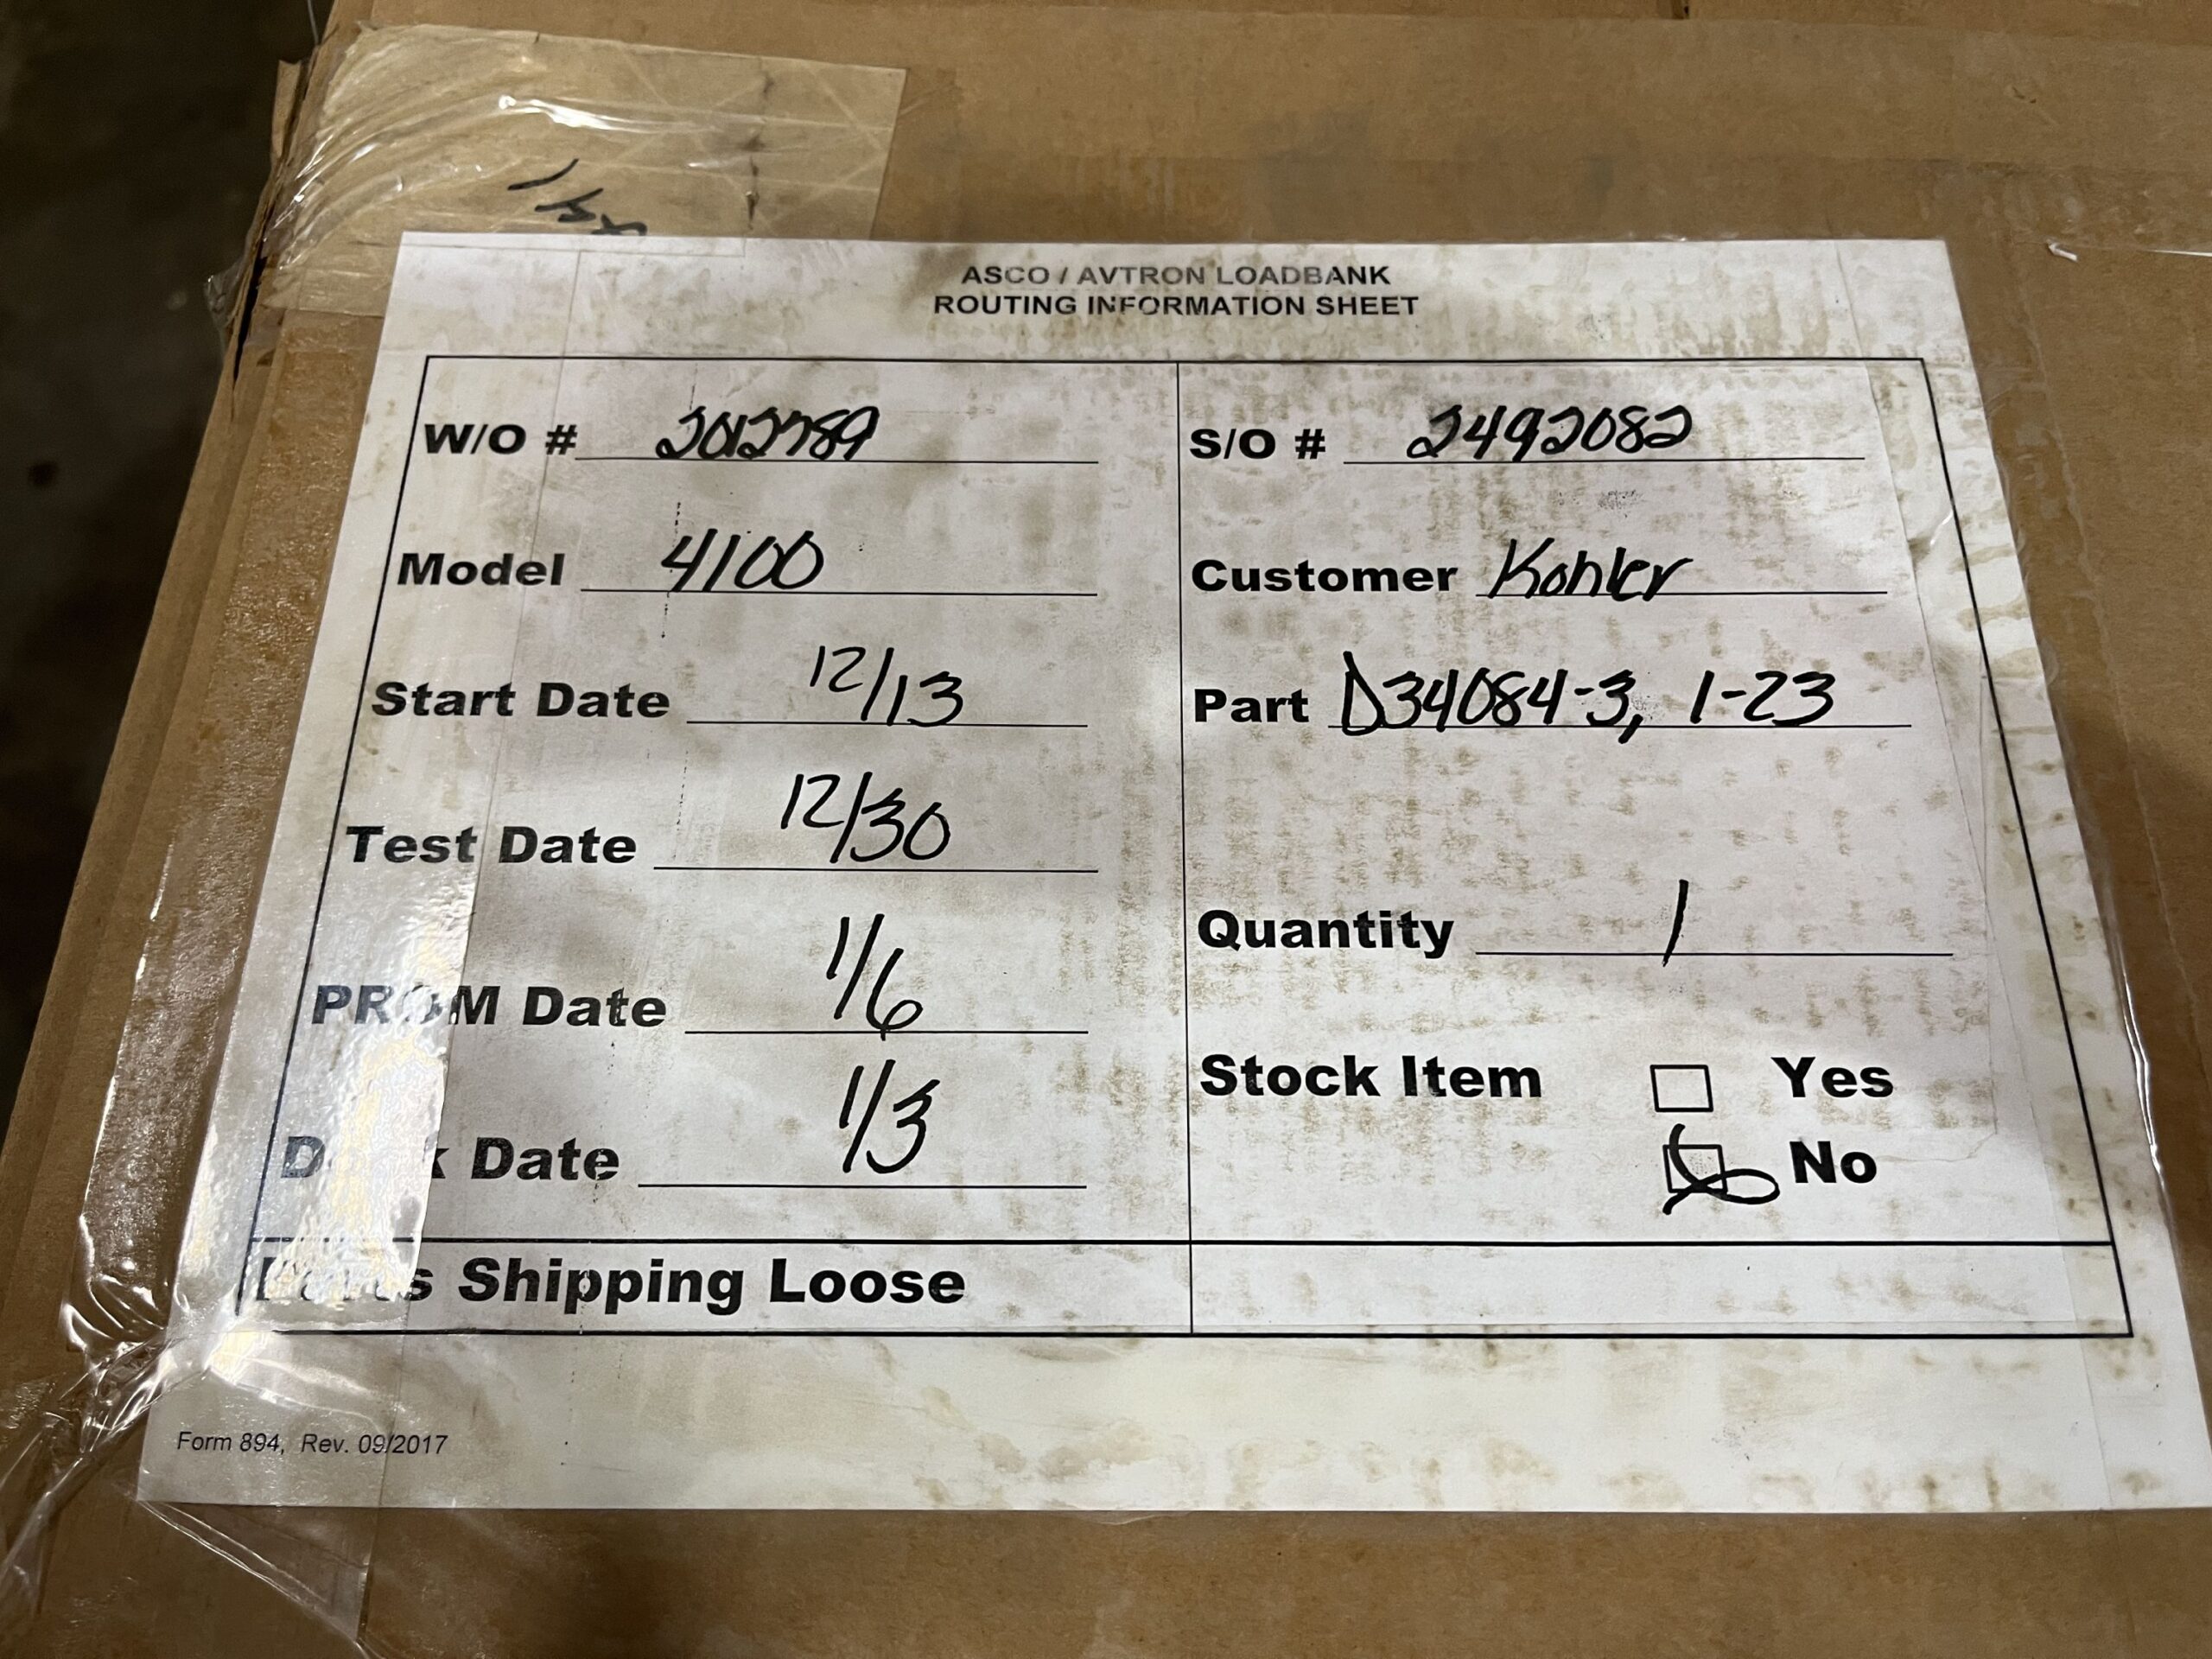 ASCO / AVTRON LOADBANK
ROUTING INFORMATION SHEET
W/O # 2012789
S/O # 2492082
Model 4100
Customer Kohler
Start Date 12/13
Part D34084-3, 1-23
Test Date 12/30
Quantity 1
PROM Date 1/6
Stock Item Yes
No
Date 1/3
Shipping Loose
Form 894, Rev. 09/2017